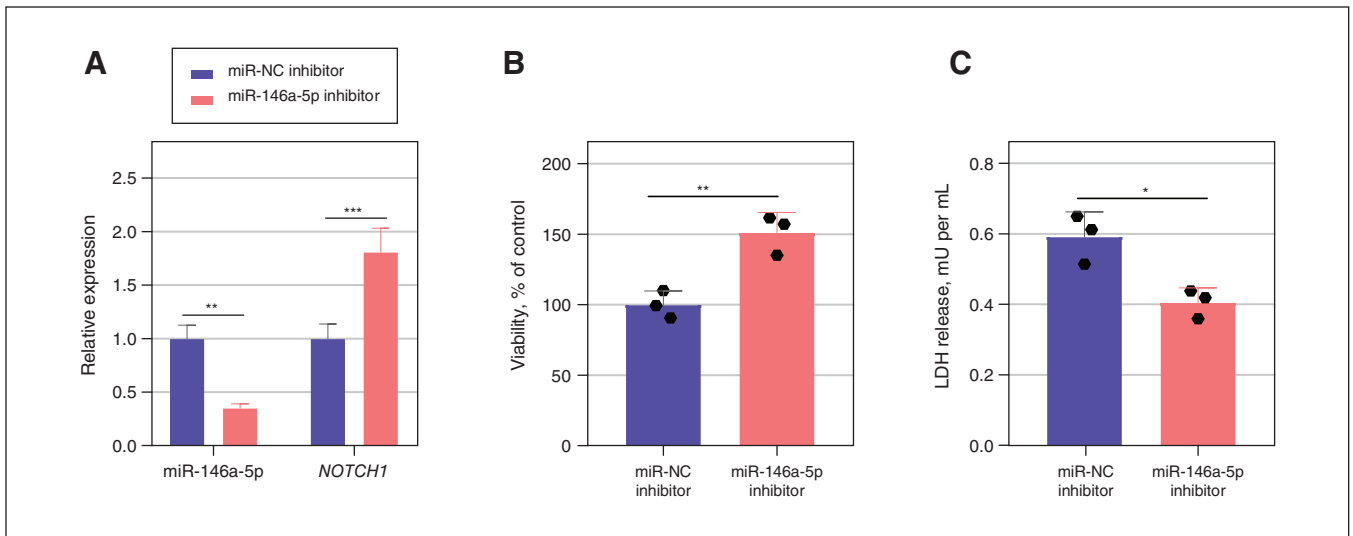 A
miR-NC inhibitor
miR-146a-5p inhibitor
Relative expression
2.5
2.0
1.5
1.0
0.5
0.0
**
***
miR-146a-5p
NOTCH1
B
Viability, % of control
200
150
100
50
0
**
miR-NC
inhibitor
miR-146a-5p
inhibitor
C
LDH release, mU per mL
0.8
0.6
0.4
0.2
0.0
*
miR-NC
inhibitor
miR-146a-5p
inhibitor